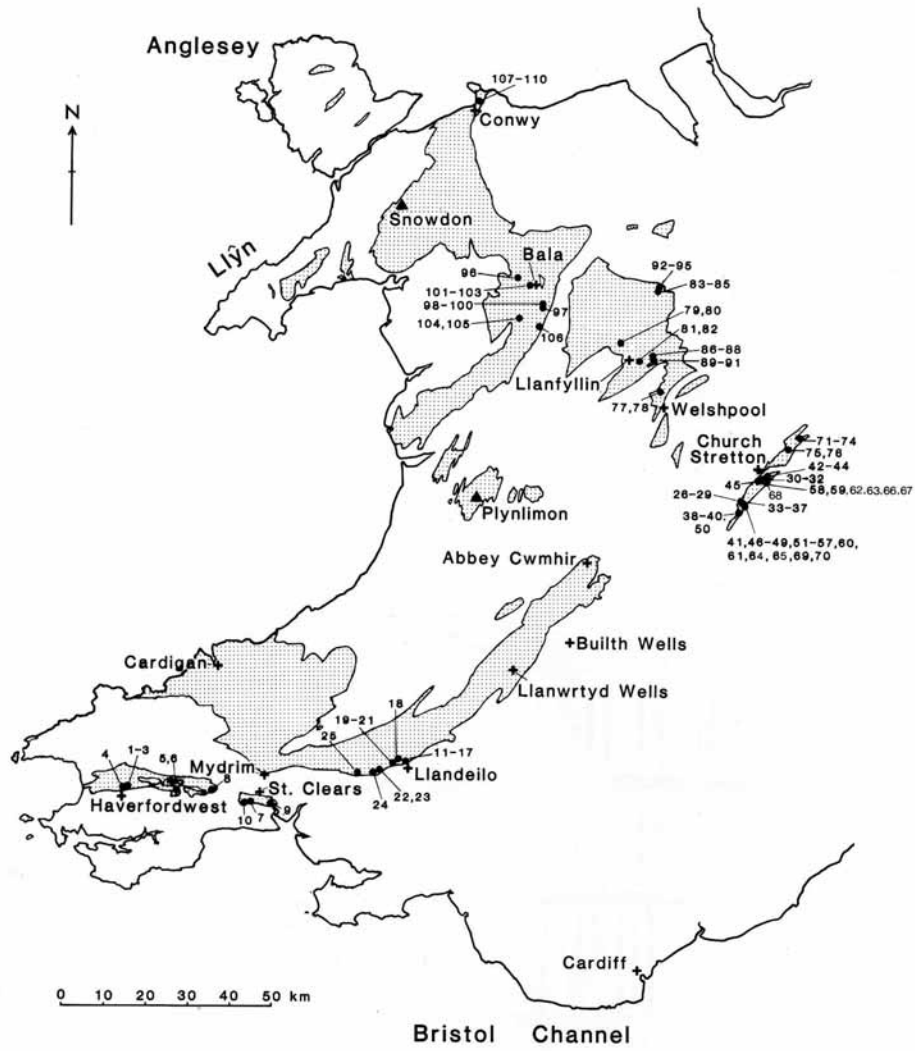 Anglesey
107-110
N
Conwy
Snowdon
Llŷn
Bala
96
101-103
98-100
97
104,105
106
92-95
83-85
79,80
81,82
86-88
89-91
Llanfyllin
77,78
Welshpool
Church
Stretton
71-74
75,76
42-44
45
30-32
68
58,59,62.63.66.67
26-29
33-37
38-40,
50
41,46-49,51-57,60,
61,64,65,69,70
Plynlimon
Abbey Cwmhir
Builth Wells
Cardigan
Llanwrtyd Wells
18
19-21
25
11-17
Mydrim
Llandeilo
4
1-3
5,6
8
St. Clears
22,23
24
Haverfordwest
10
7
9
Cardiff
0 10 20 30 40 50 km
Bristol Channel